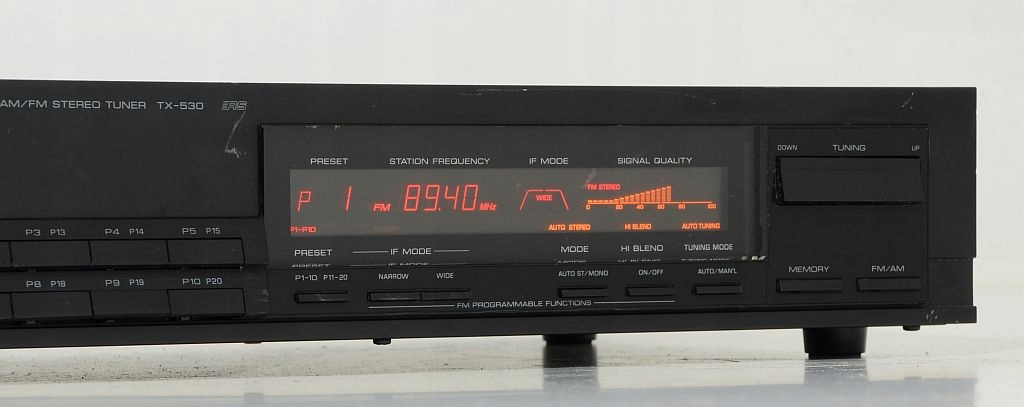 AM/FM STEREO TUNER TX-530 RS
DOWN TUNING UP
PRESET STATION FREQUENCY IF MODE SIGNAL QUALITY
P 1 FM 89.40 MHz WIDE FM STEREO
0 20 40 60 80 100
P1-P10 MEMORY AUTO STEREO HI BLEND AUTO TUNING
P3 P13 P4 P14 P5 P15
PRESET IF MODE MODE HI BLEND TUNING MODE
P1-10 P11-20 NARROW WIDE AUTO ST/MONO ON/OFF AUTO/MAN'L
MEMORY FM/AM
P8 P18 P9 P19 P10 P20
FM PROGRAMMABLE FUNCTIONS